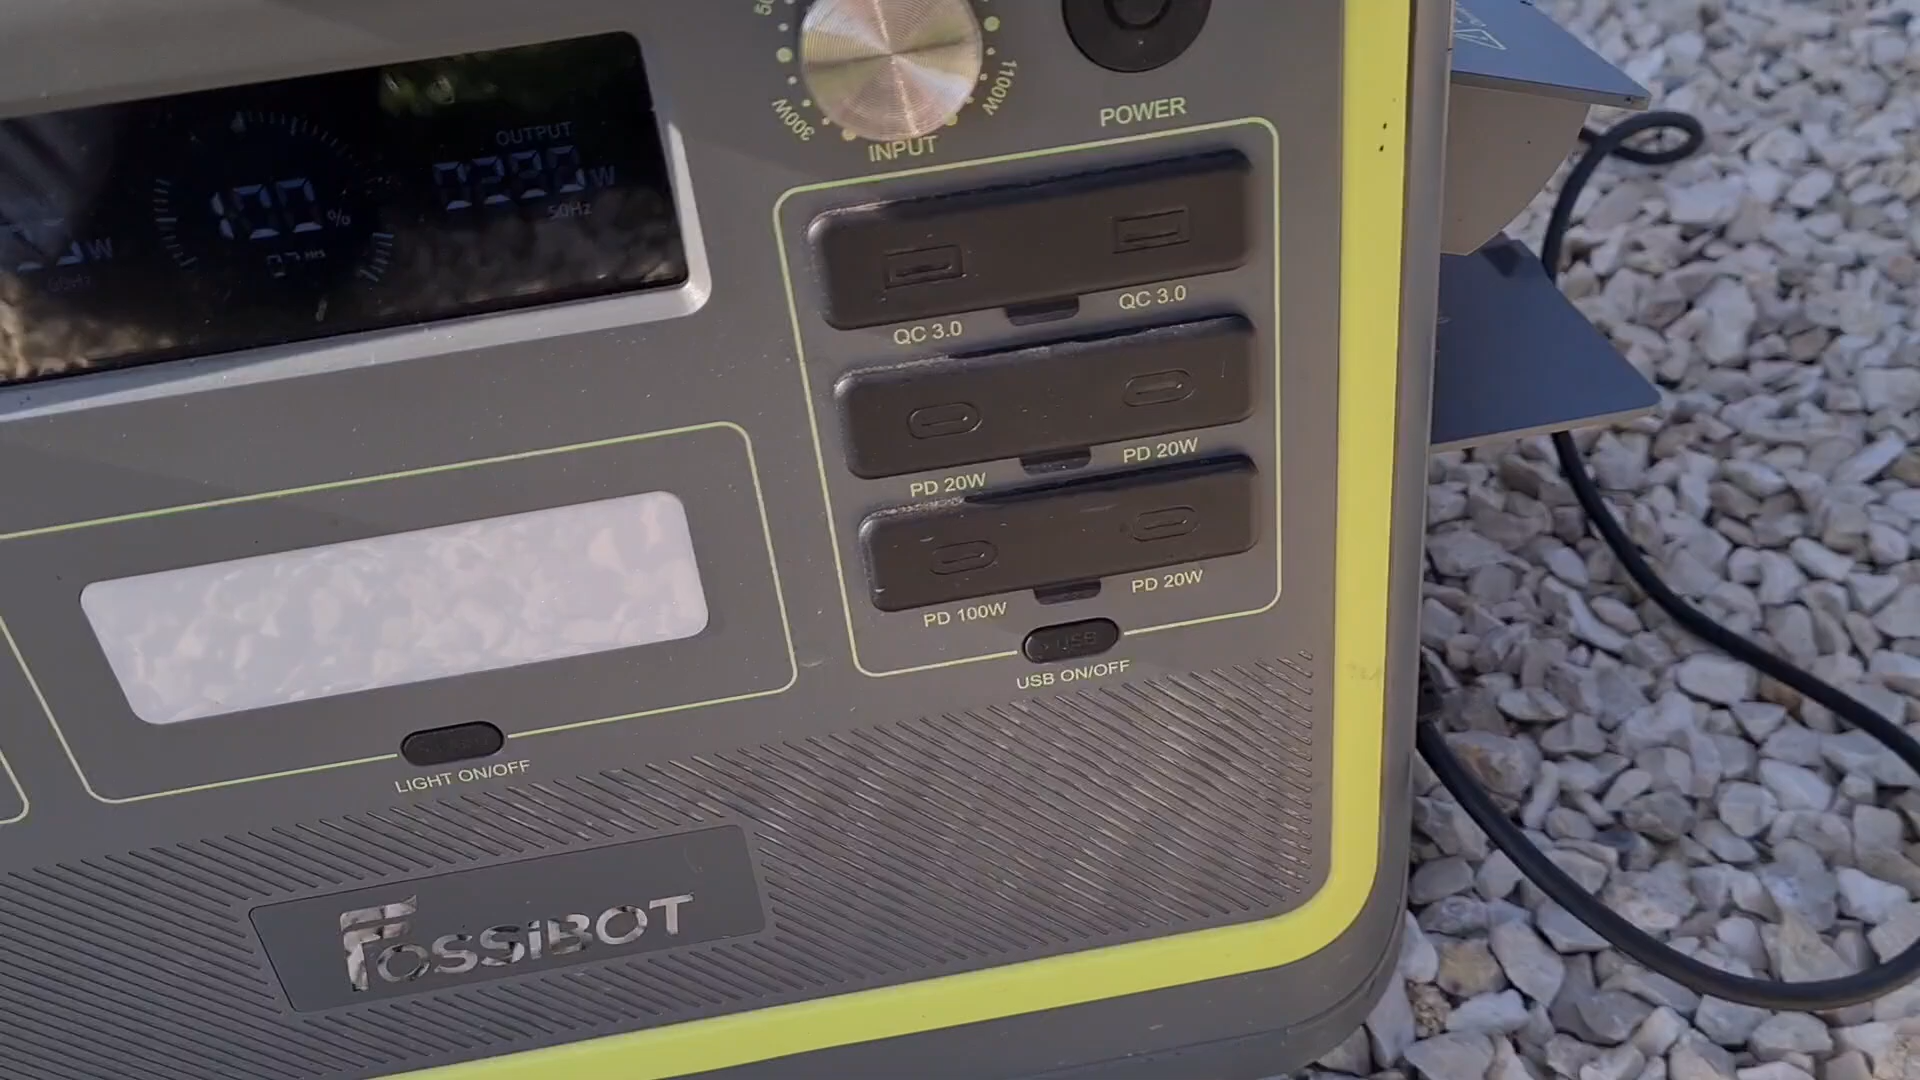 300W
1100W
INPUT
POWER
OUTPUT
100%
W
50Hz
QC 3.0
QC 3.0
PD 20W
PD 20W
PD 100W
PD 20W
USB
USB ON/OFF
LIGHT ON/OFF
FOSSiBOT